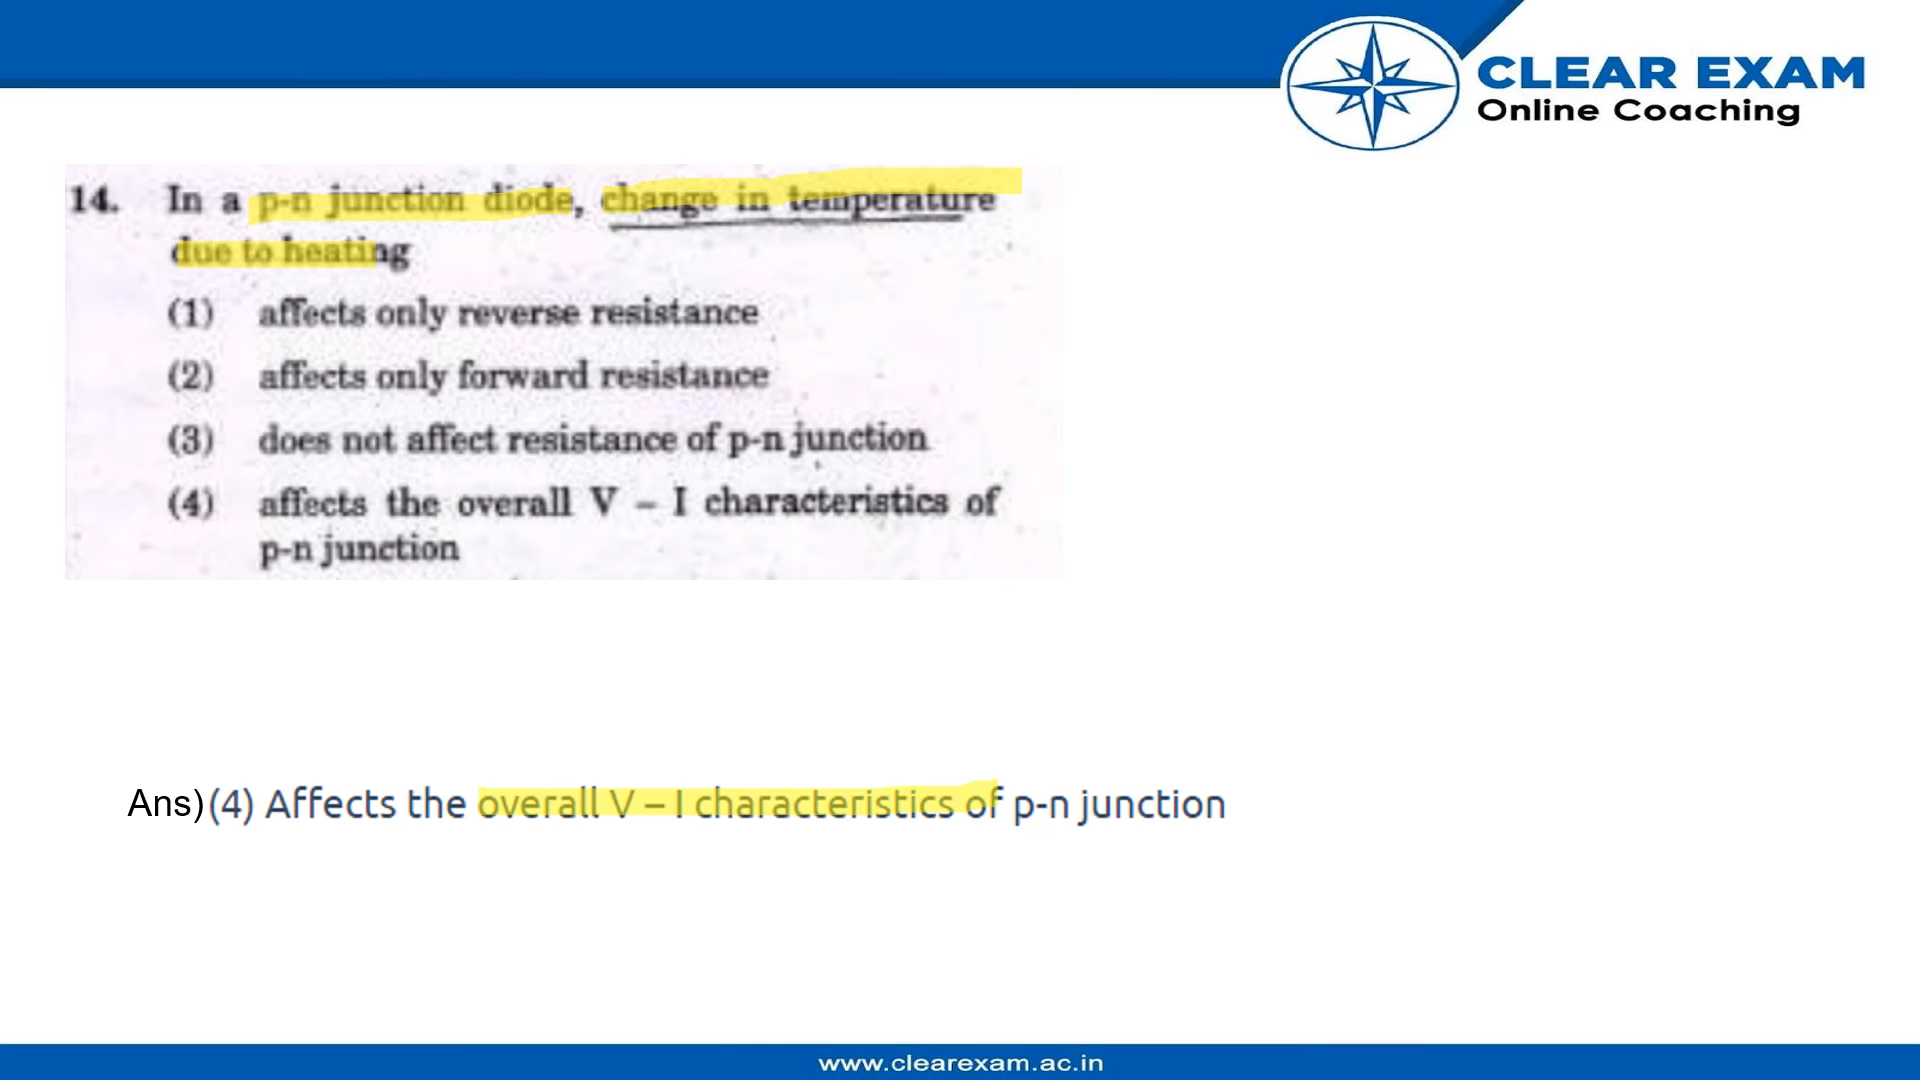 CLEAR EXAM
Online Coaching
14. In a p-n junction diode, change in temperature
due to heating
(1) affects only reverse resistance
(2) affects only forward resistance
(3) does not affect resistance of p-n junction
(4) affects the overall V – I characteristics of
p-n junction
Ans) (4) Affects the overall V – I characteristics of p-n junction
www.clearexam.ac.in